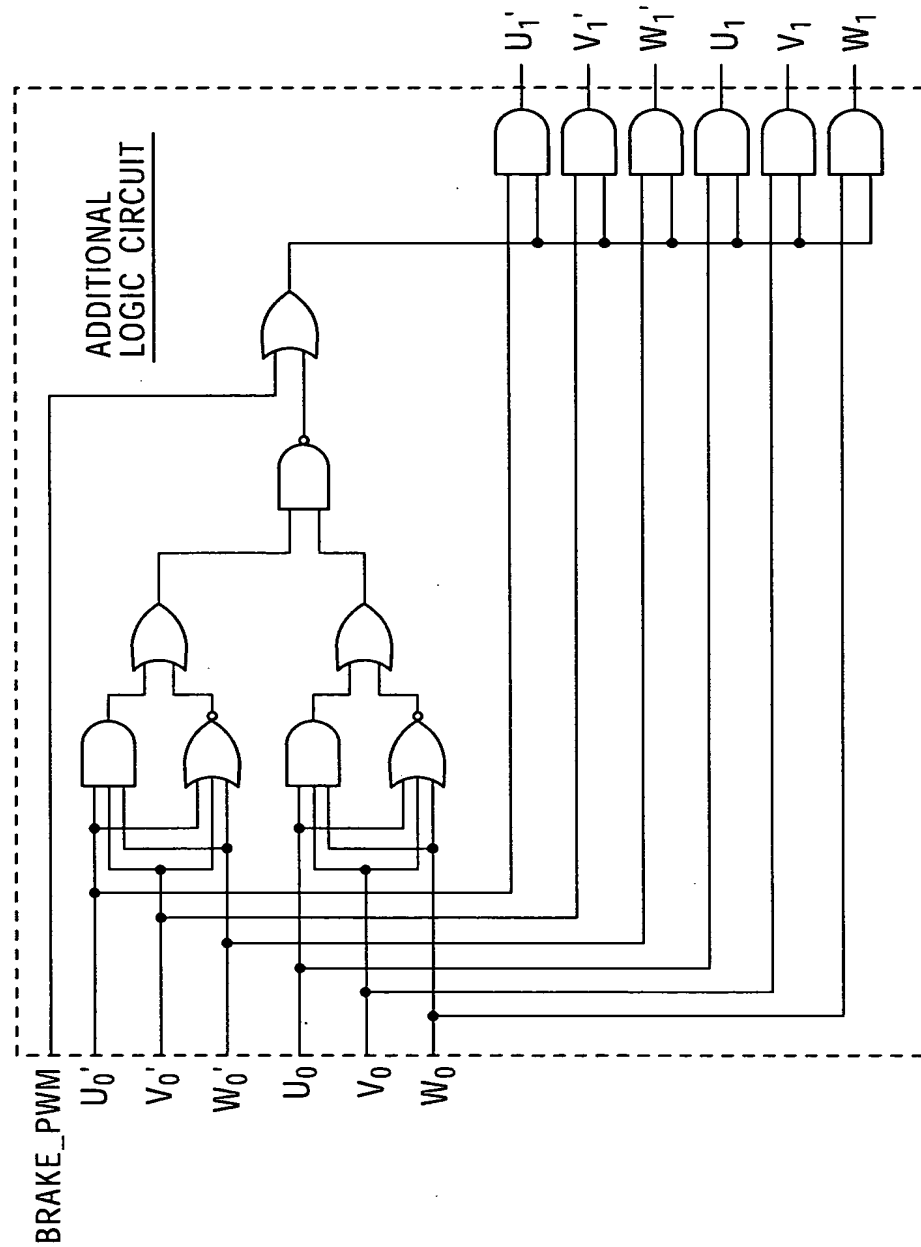 ADDITIONAL
LOGIC CIRCUIT
BRAKE_PWM
U₀'
V₀'
W₀'
U₀
V₀
W₀
U₁'
V₁'
W₁'
U₁
V₁
W₁